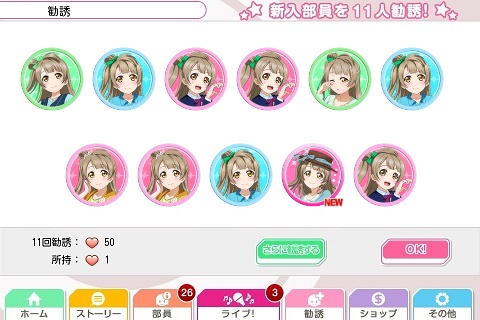 勧誘
新入部員を11人勧誘!
NEW
11回勧誘: 50
所持: 1
さらに勧誘する
OK!
26
3
ホーム
ストーリー
部員
ライブ!
勧誘
ショップ
その他